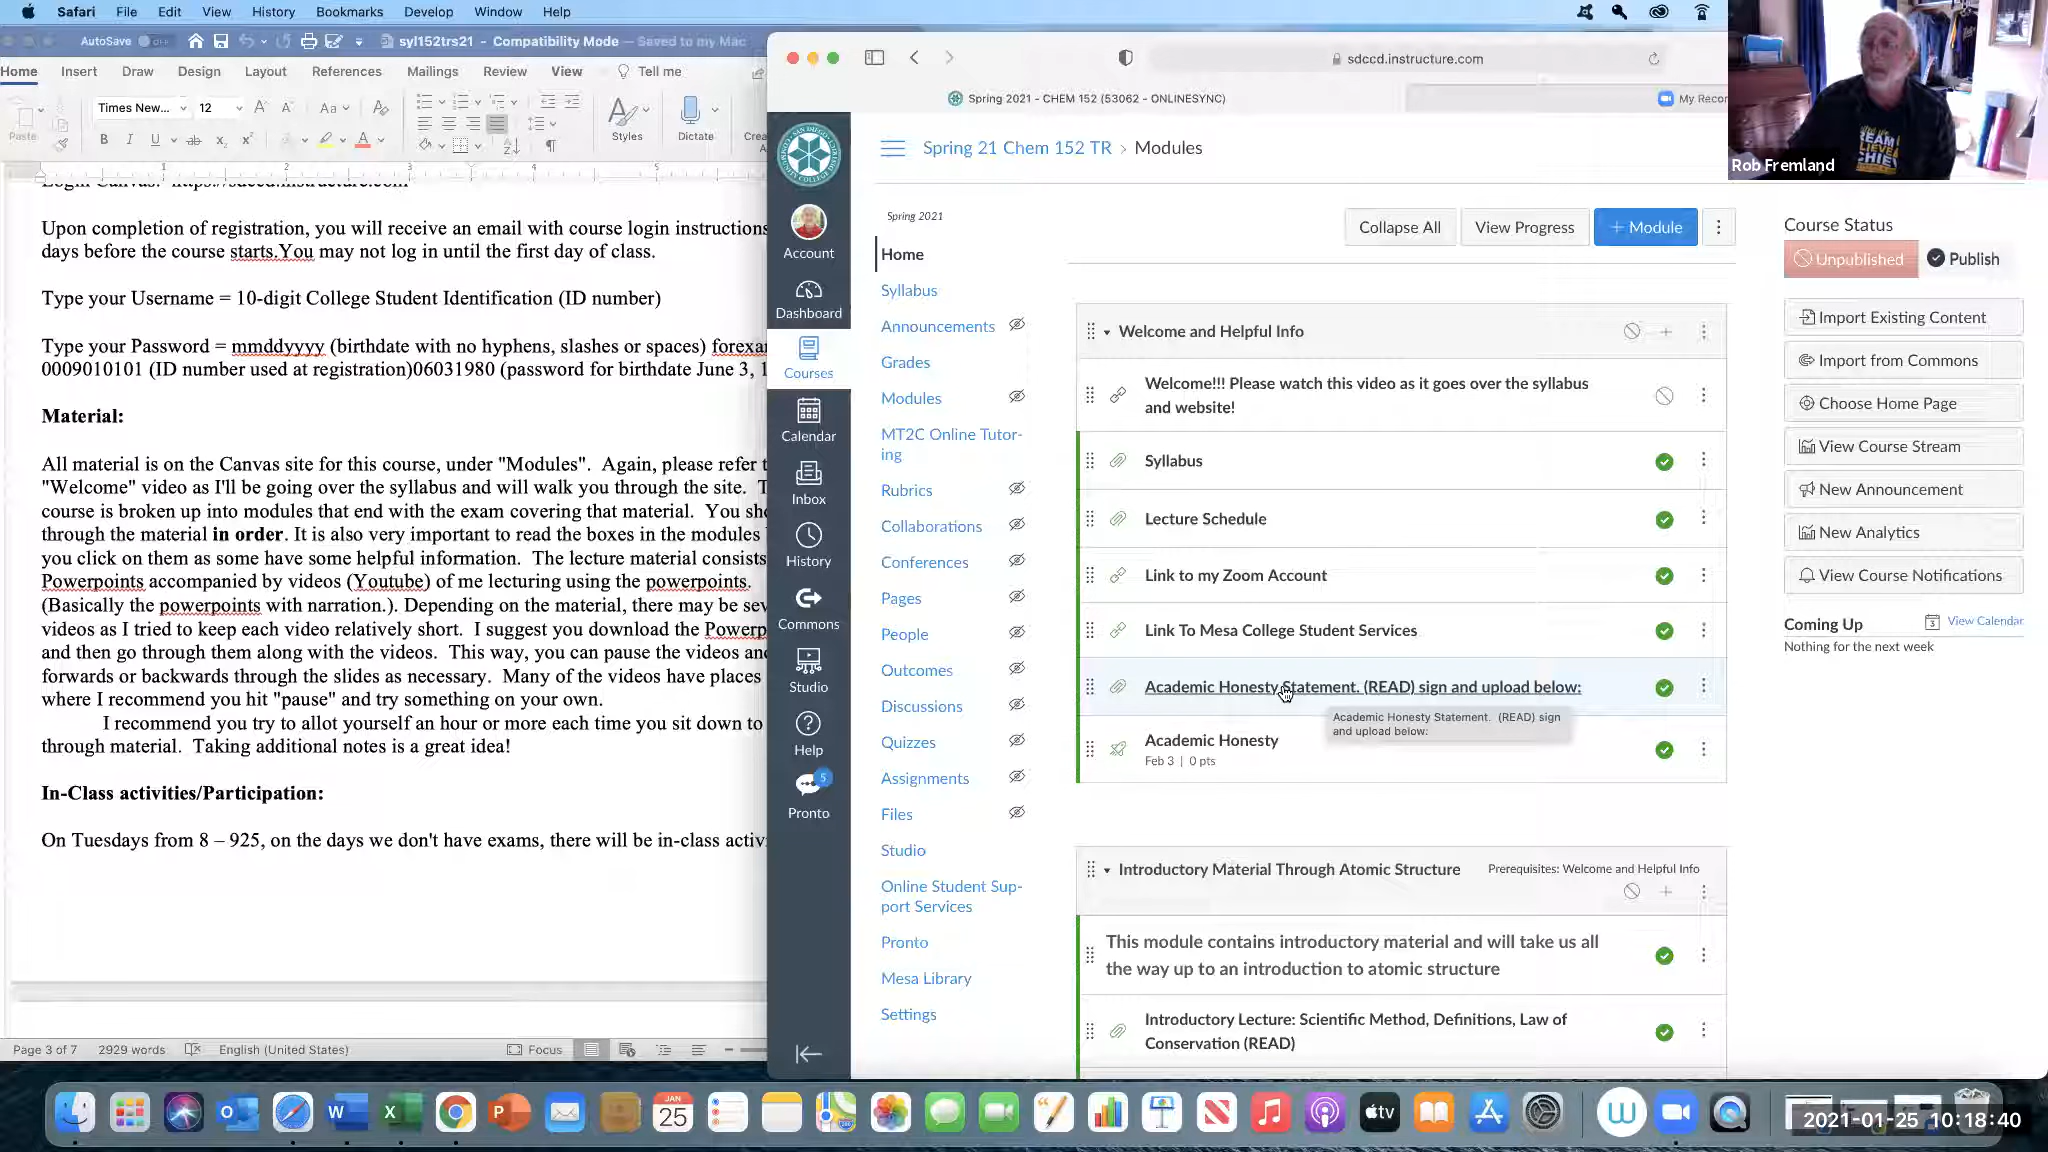 Safari File Edit View History Bookmarks Develop Window Help
AutoSave OFF syl152trs21 - Compatibility Mode — Saved to my Mac
Home Insert Draw Design Layout References Mailings Review View Tell me
Times New... 12
Paste
Styles
Dictate
1 2 3 4 5
Login Canvas: https://sdccd.instructure.com
Upon completion of registration, you will receive an email with course login instructions
days before the course starts.You may not log in until the first day of class.
Type your Username = 10-digit College Student Identification (ID number)
Type your Password = mmddyyyy (birthdate with no hyphens, slashes or spaces)
0009010101 (ID number used at registration)06031980 (password for birthdate June 3,
Material:
All material is on the Canvas site for this course, under "Modules".  Again, please refer
"Welcome" video as I'll be going over the syllabus and will walk you through the site.
course is broken up into modules that end with the exam covering that material.  You
through the material in order. It is also very important to read the boxes in the modules
you click on them as some have some helpful information.  The lecture material consists
Powerpoints accompanied by videos (Youtube) of me lecturing using the powerpoints.
(Basically the powerpoints with narration.). Depending on the material, there may be
videos as I tried to keep each video relatively short.  I suggest you download the
and then go through them along with the videos.  This way, you can pause the videos
forwards or backwards through the slides as necessary.  Many of the videos have places
where I recommend you hit "pause" and try something on your own.
I recommend you try to allot yourself an hour or more each time you sit down to
through material.  Taking additional notes is a great idea!
In-Class activities/Participation:
On Tuesdays from 8 – 925, on the days we don't have exams, there will be in-class
Page 3 of 7 2929 words English (United States) Focus
sdccd.instructure.com
Spring 2021 - CHEM 152 (53062 - ONLINESYNC)
My Recor
Account
Dashboard
Courses
Calendar
Inbox
History
Commons
Studio
Help
5
Pronto
Spring 21 Chem 152 TR › Modules
Spring 2021
Home
Syllabus
Announcements
Grades
Modules
MT2C Online Tutor-
ing
Rubrics
Collaborations
Conferences
Pages
People
Outcomes
Discussions
Quizzes
Assignments
Files
Studio
Online Student Sup-
port Services
Pronto
Mesa Library
Settings
Collapse All View Progress + Module
Welcome and Helpful Info
Welcome!!! Please watch this video as it goes over the syllabus
and website!
Syllabus
Lecture Schedule
Link to my Zoom Account
Link To Mesa College Student Services
Academic Honesty Statement. (READ) sign and upload below:
Academic Honesty Statement. (READ) sign
and upload below:
Academic Honesty
Feb 3 | 0 pts
Introductory Material Through Atomic Structure Prerequisites: Welcome and Helpful Info
This module contains introductory material and will take us all
the way up to an introduction to atomic structure
Introductory Lecture: Scientific Method, Definitions, Law of
Conservation (READ)
Course Status
Unpublished Publish
Import Existing Content
Import from Commons
Choose Home Page
View Course Stream
New Announcement
New Analytics
View Course Notifications
Coming Up View Calendar
Nothing for the next week
Rob Fremland
JAN
25
tv
2021-01-25 10:18:40